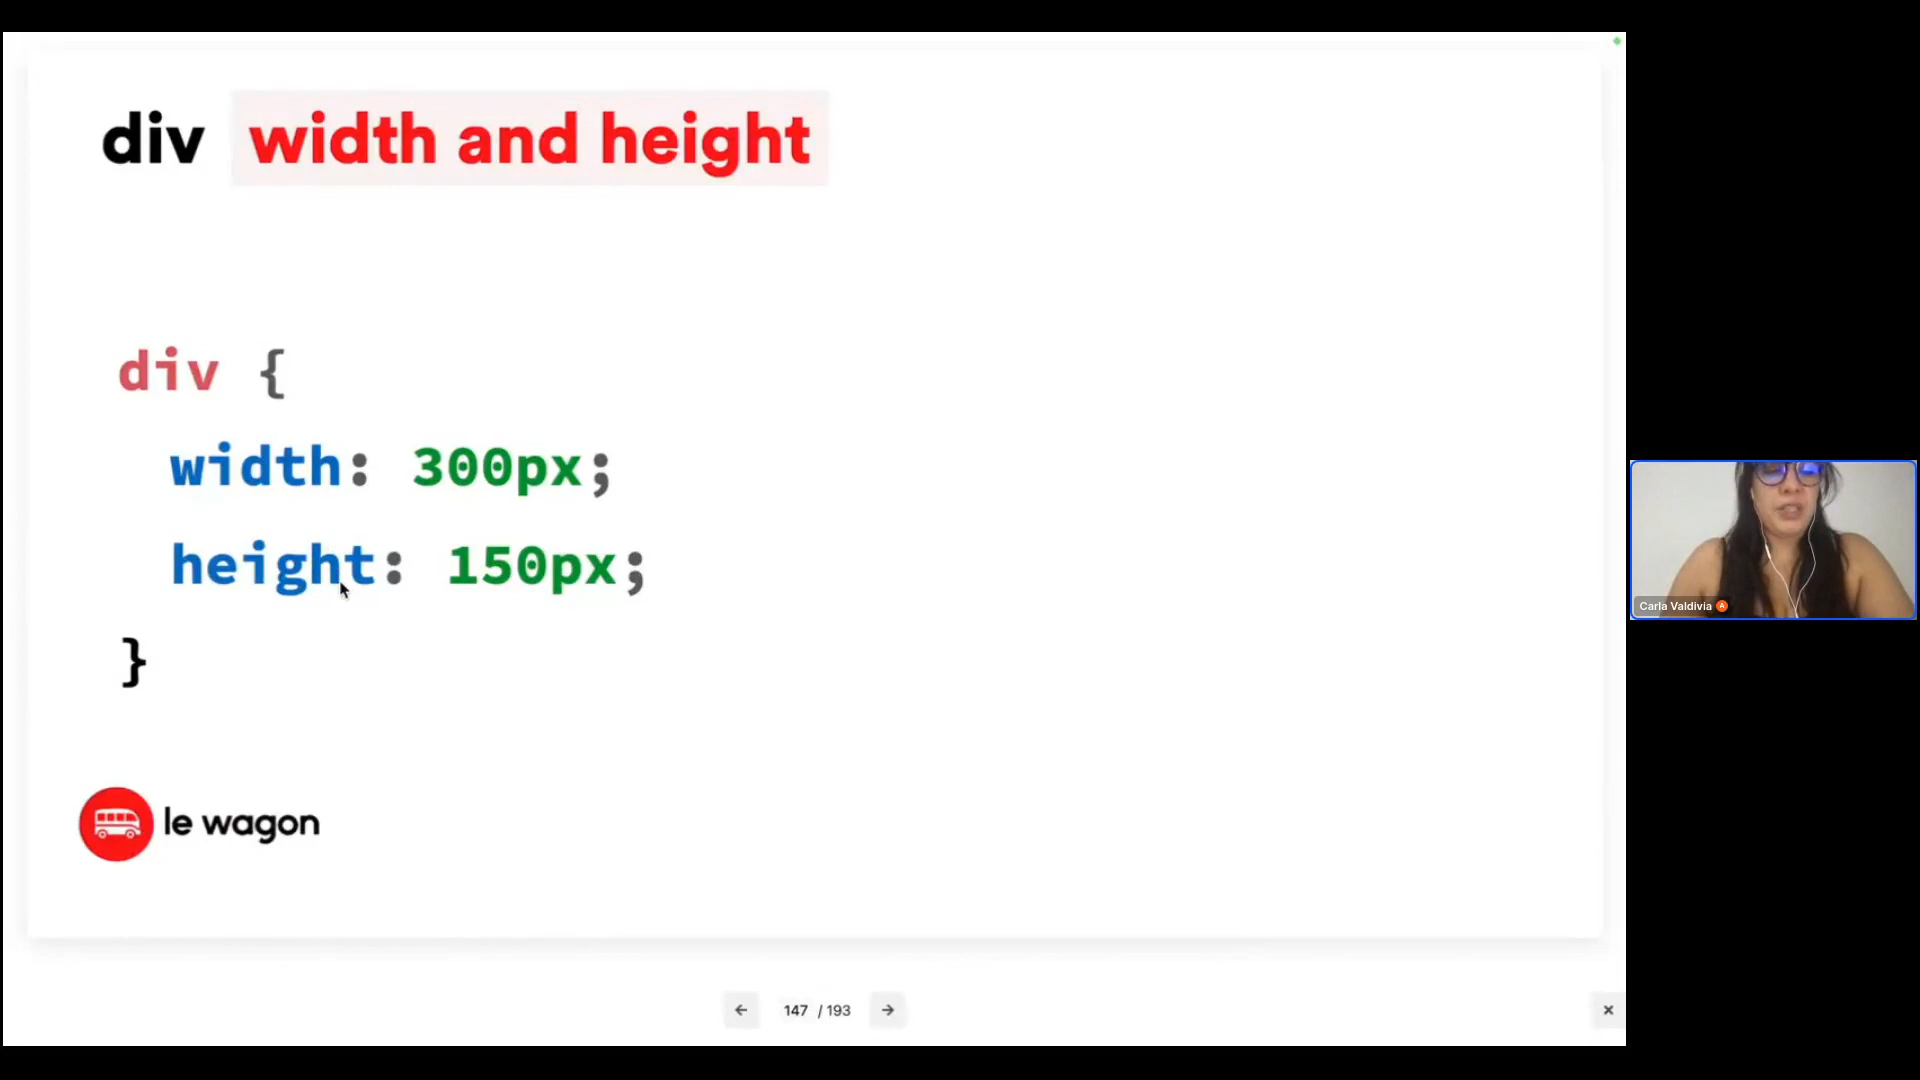 div width and height
div {
width: 300px;
height: 150px;
}
le wagon
Carla Valdivia A
147 / 193